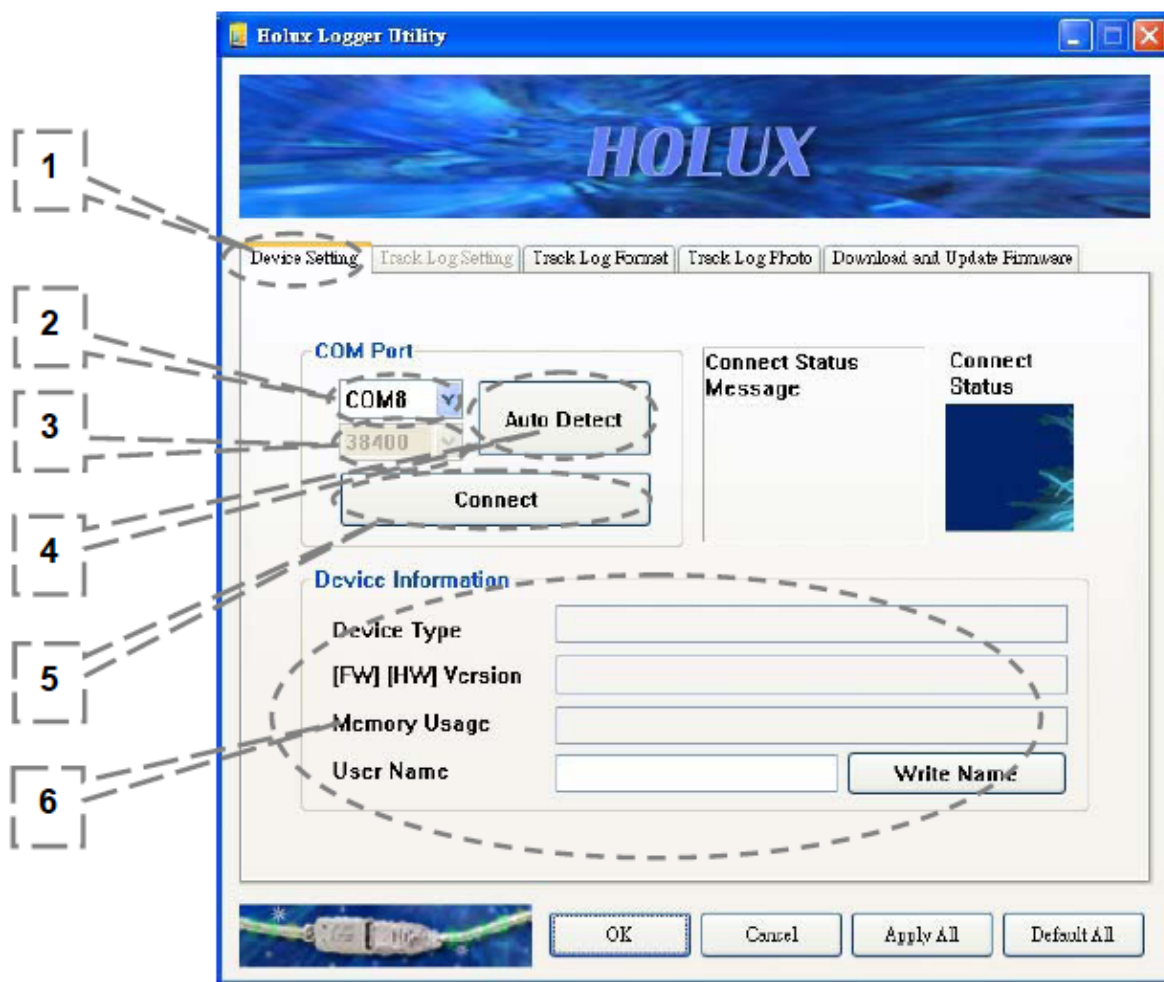 Holux Logger Utility
HOLUX
1
Device Setting Track Log Setting Track Log Format Track Log Photo Download and Update Firmware
2
COM Port
Connect Status Message
Connect Status
COM8
Auto Detect
3
38400
Connect
4
Device Information
Device Type
5
[FW] [HW] Version
Memory Usage
6
User Name
Write Name
OK Cancel Apply All Default All